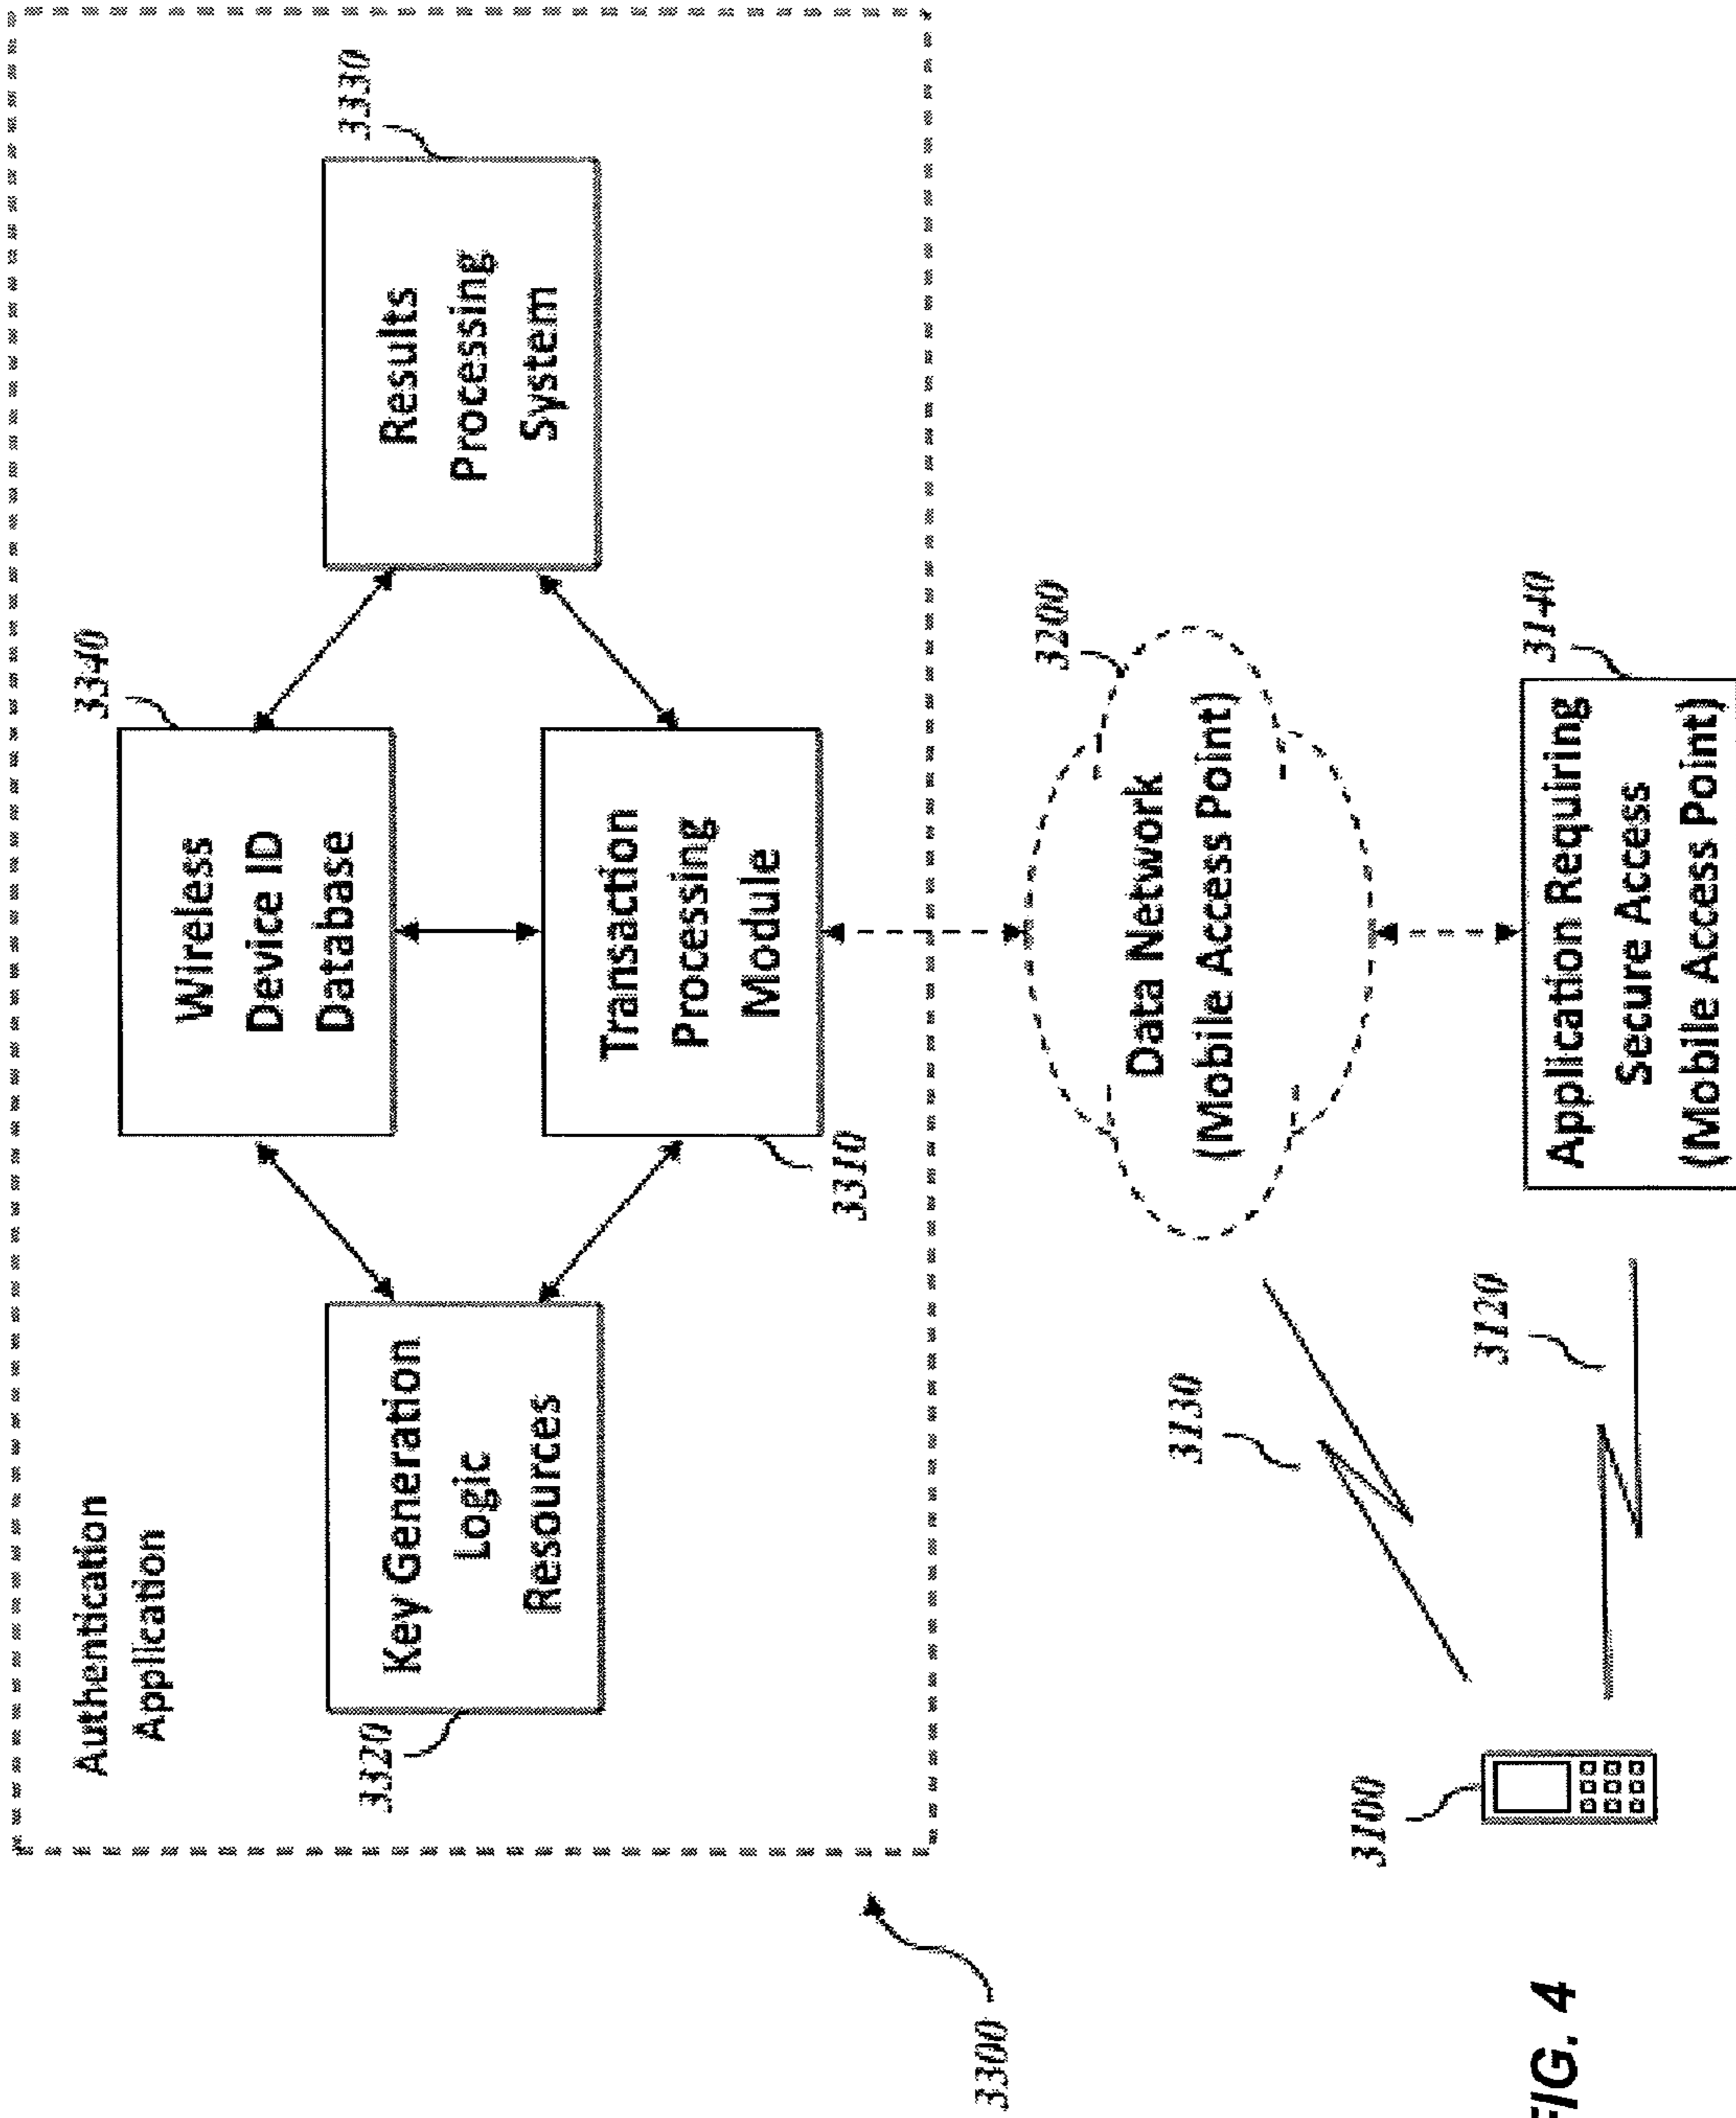 Authentication
Application
3340
Wireless
Device ID
Database
3320
Key Generation
Logic
Resources
3330
Results
Processing
System
Transaction
Processing
Module
3310
3300
3200
Data Network
(Mobile Access Point)
3130
3100
3120
3140
Application Requiring
Secure Access
(Mobile Access Point)
FIG. 4